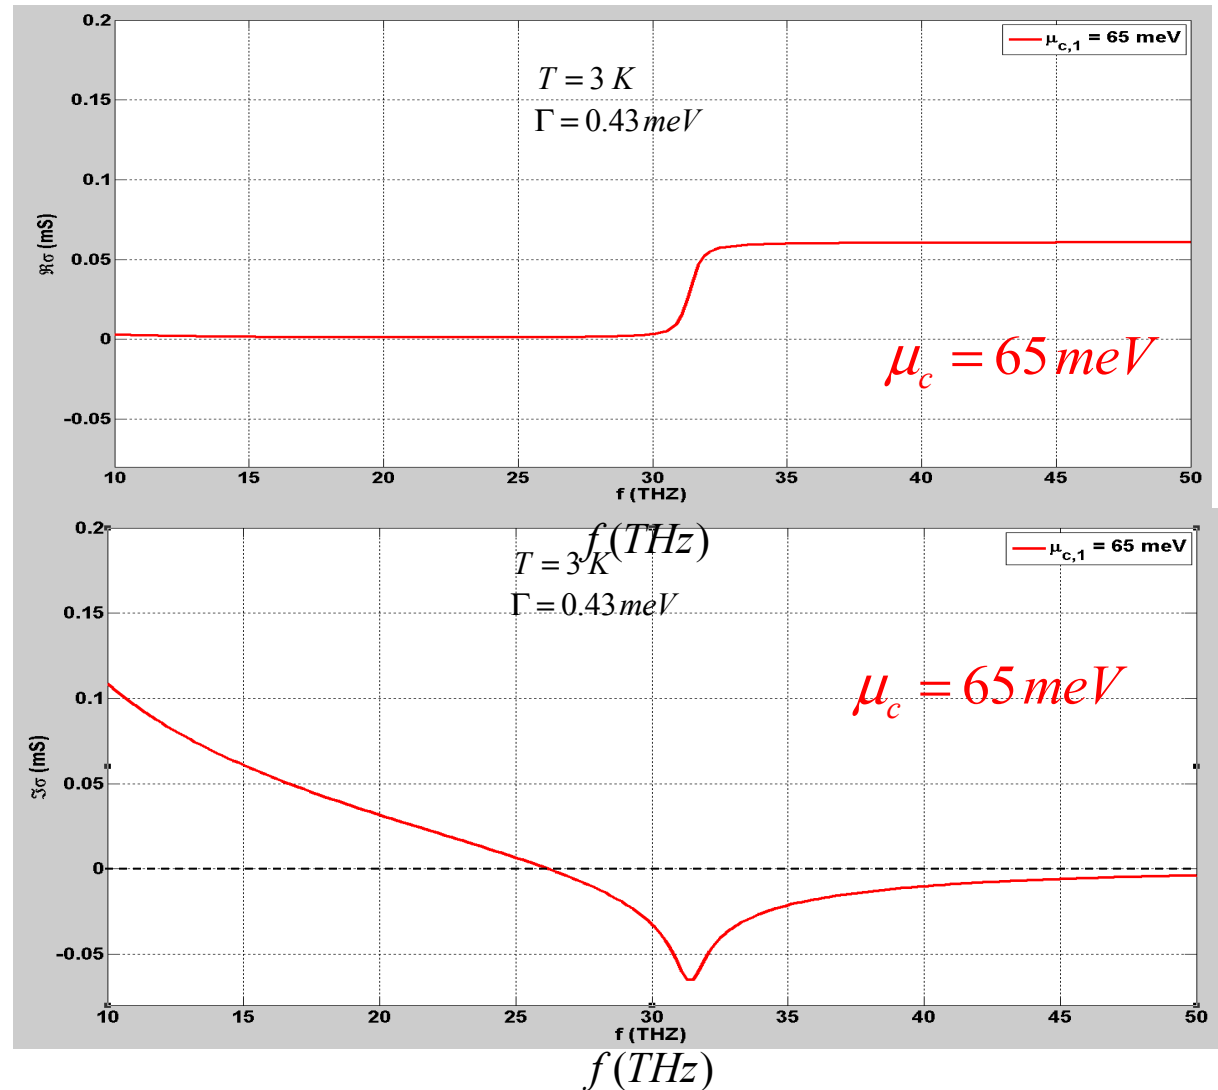 0.2
μc,1 = 65 meV
T = 3 K
0.15
Γ = 0.43 meV
0.1
ℜσ (mS)
0.05
0
μc = 65 meV
-0.05
10 15 20 25 30 35 40 45 50
f (THZ)
f (THz)
0.2
μc,1 = 65 meV
T = 3 K
0.15
Γ = 0.43 meV
μc = 65 meV
0.1
ℑσ (mS)
0.05
0
-0.05
10 15 20 25 30 35 40 45 50
f (THZ)
f (THz)